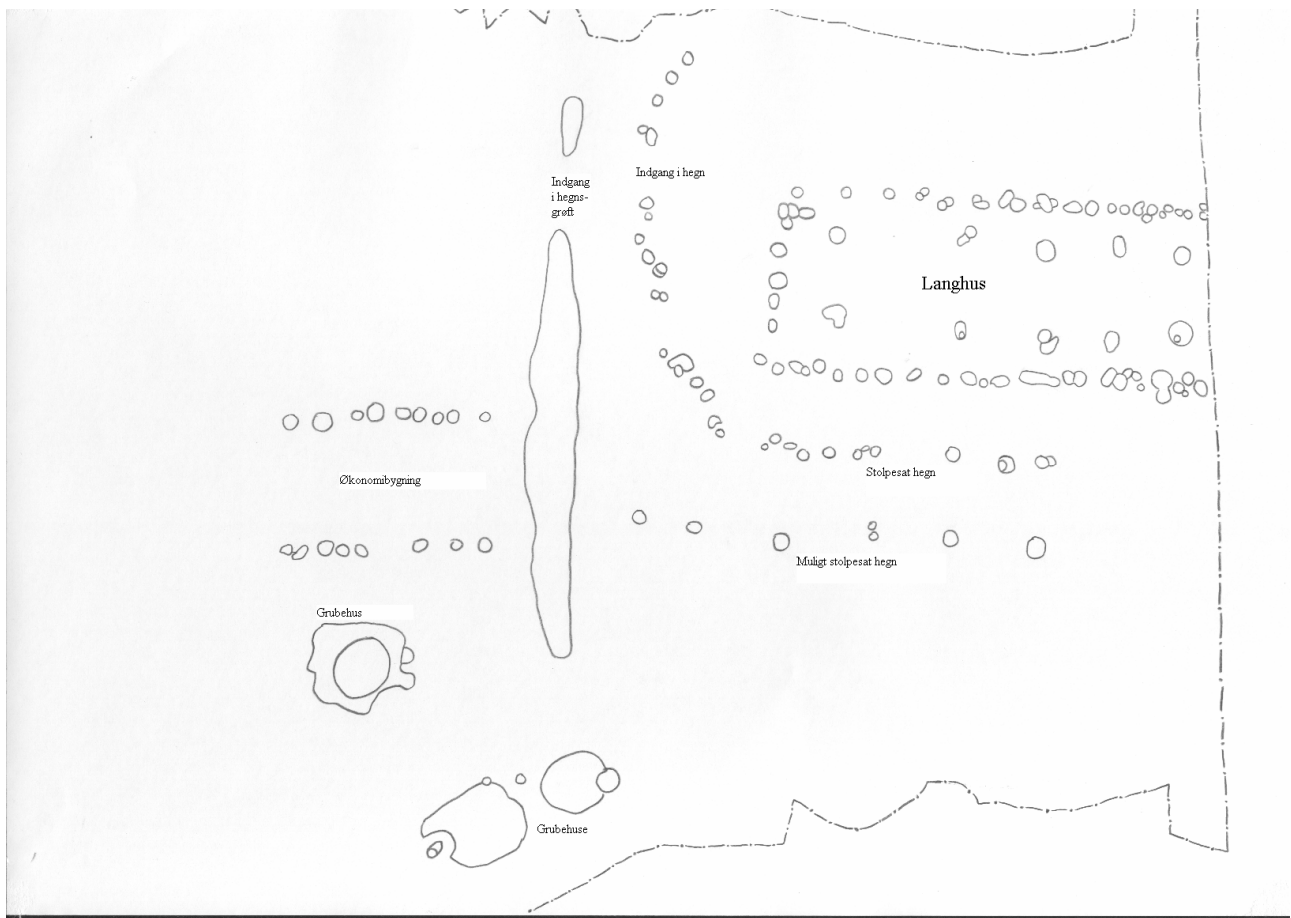 Indgang i hegn
Indgang
i hegns-
grøft
Langhus
Stolpesat hegn
Økonomibygning
Muligt stolpesat hegn
Grubehus
Grubehuse